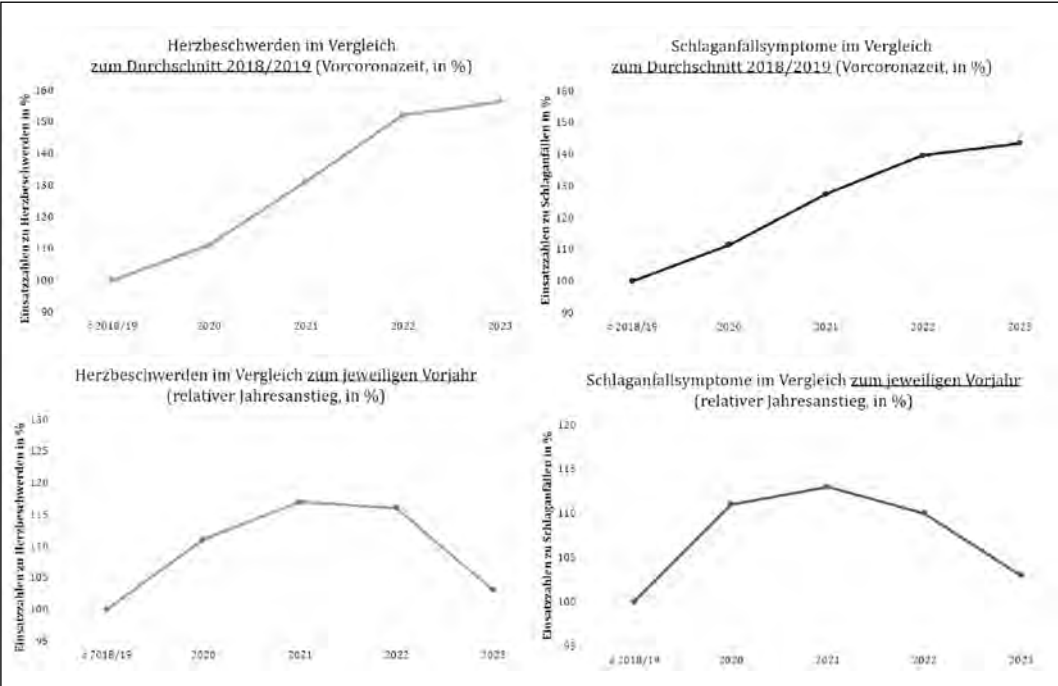 Herzbeschwerden im Vergleich
zum Durchschnitt 2018/2019 (Vorcoronazeit, in %)
Einsatzzahlen zu Herzbeschwerden in %
160
150
140
130
120
110
100
90
2018/19 2020 2021 2022 2023
Schlaganfallsymptome im Vergleich
zum Durchschnitt 2018/2019 (Vorcoronazeit, in %)
Einsatzzahlen zu Schlaganfällen in %
160
150
140
130
120
110
100
90
2018/19 2020 2021 2022 2023
Herzbeschwerden im Vergleich zum jeweiligen Vorjahr
(relativer Jahresanstieg, in %)
Einsatzzahlen zu Herzbeschwerden in %
130
125
120
115
110
105
100
95
2018/19 2020 2021 2022 2023
Schlaganfallsymptome im Vergleich zum jeweiligen Vorjahr
(relativer Jahresanstieg, in %)
Einsatzzahlen zu Schlaganfällen in %
120
115
110
105
100
95
2018/19 2020 2021 2022 2023